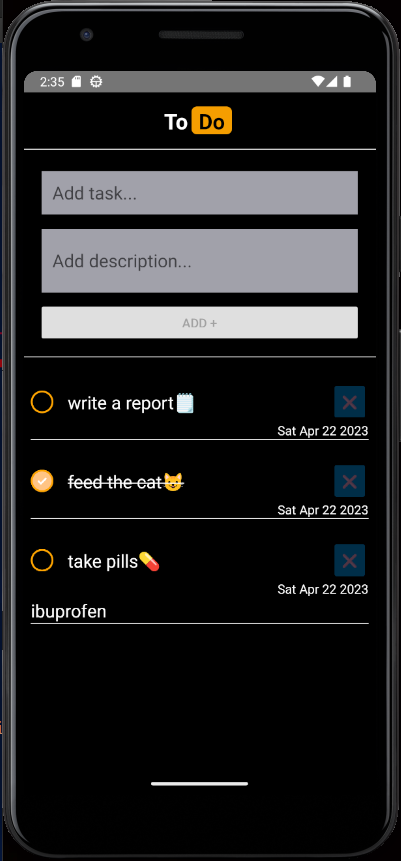 2:35
To Do
Add task...
Add description...
ADD +
write a report🗒️
Sat Apr 22 2023
feed the cat😺
Sat Apr 22 2023
take pills💊
Sat Apr 22 2023
ibuprofen